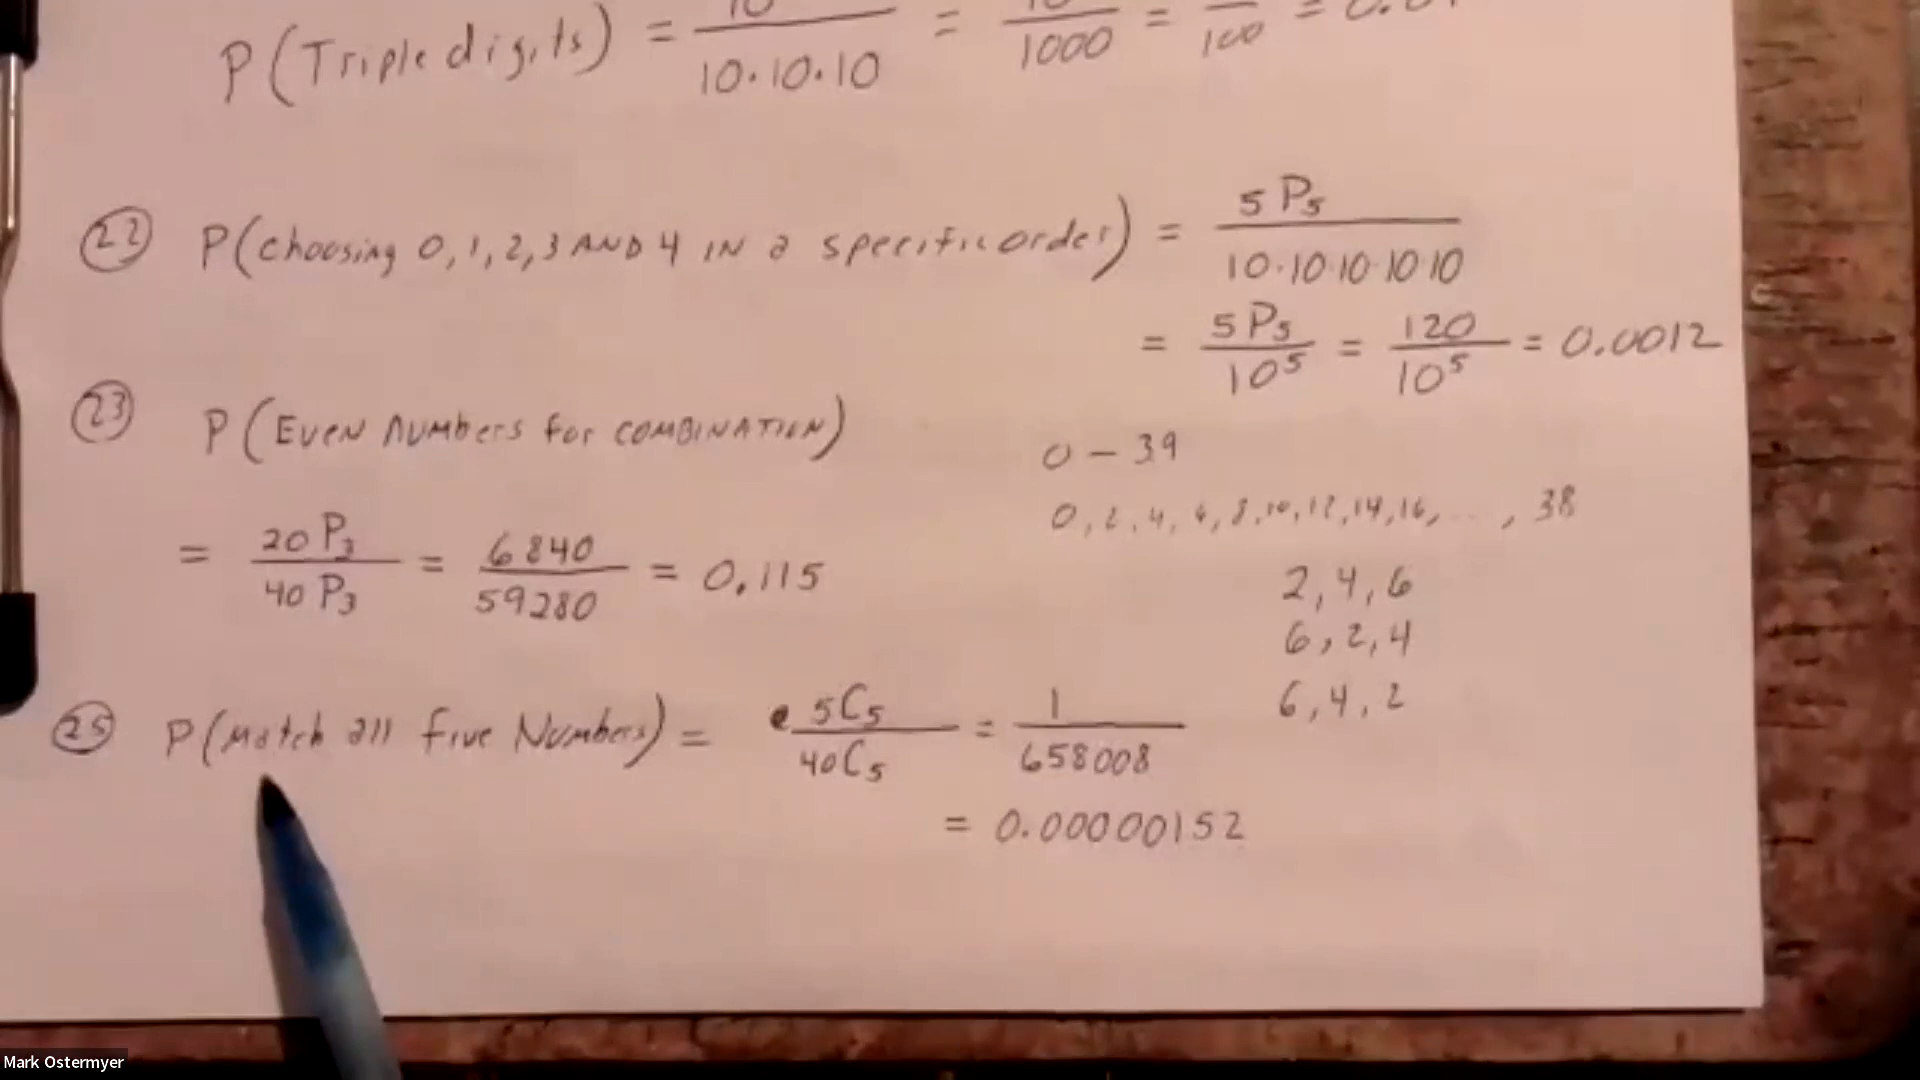 P(Triple digits) = 10/10·10·10 = 10/1000 = /100 = 0.01
22 P(choosing 0,1,2,3 AND 4 IN a specific order) = 5P5/10·10·10·10·10
= 5P5/10^5 = 120/10^5 = 0.0012
23 P(Even Numbers for COMBINATION)
0 – 39
0, 2, 4, 6, 8, 10, 12, 14, 16, ..., 38
= 20P3/40P3 = 6840/59280 = 0.115
2,4,6
6,2,4
6,4,2
25 P(Match all five Numbers) = 5C5/40C5 = 1/658008
= 0.00000152
Mark Ostermyer